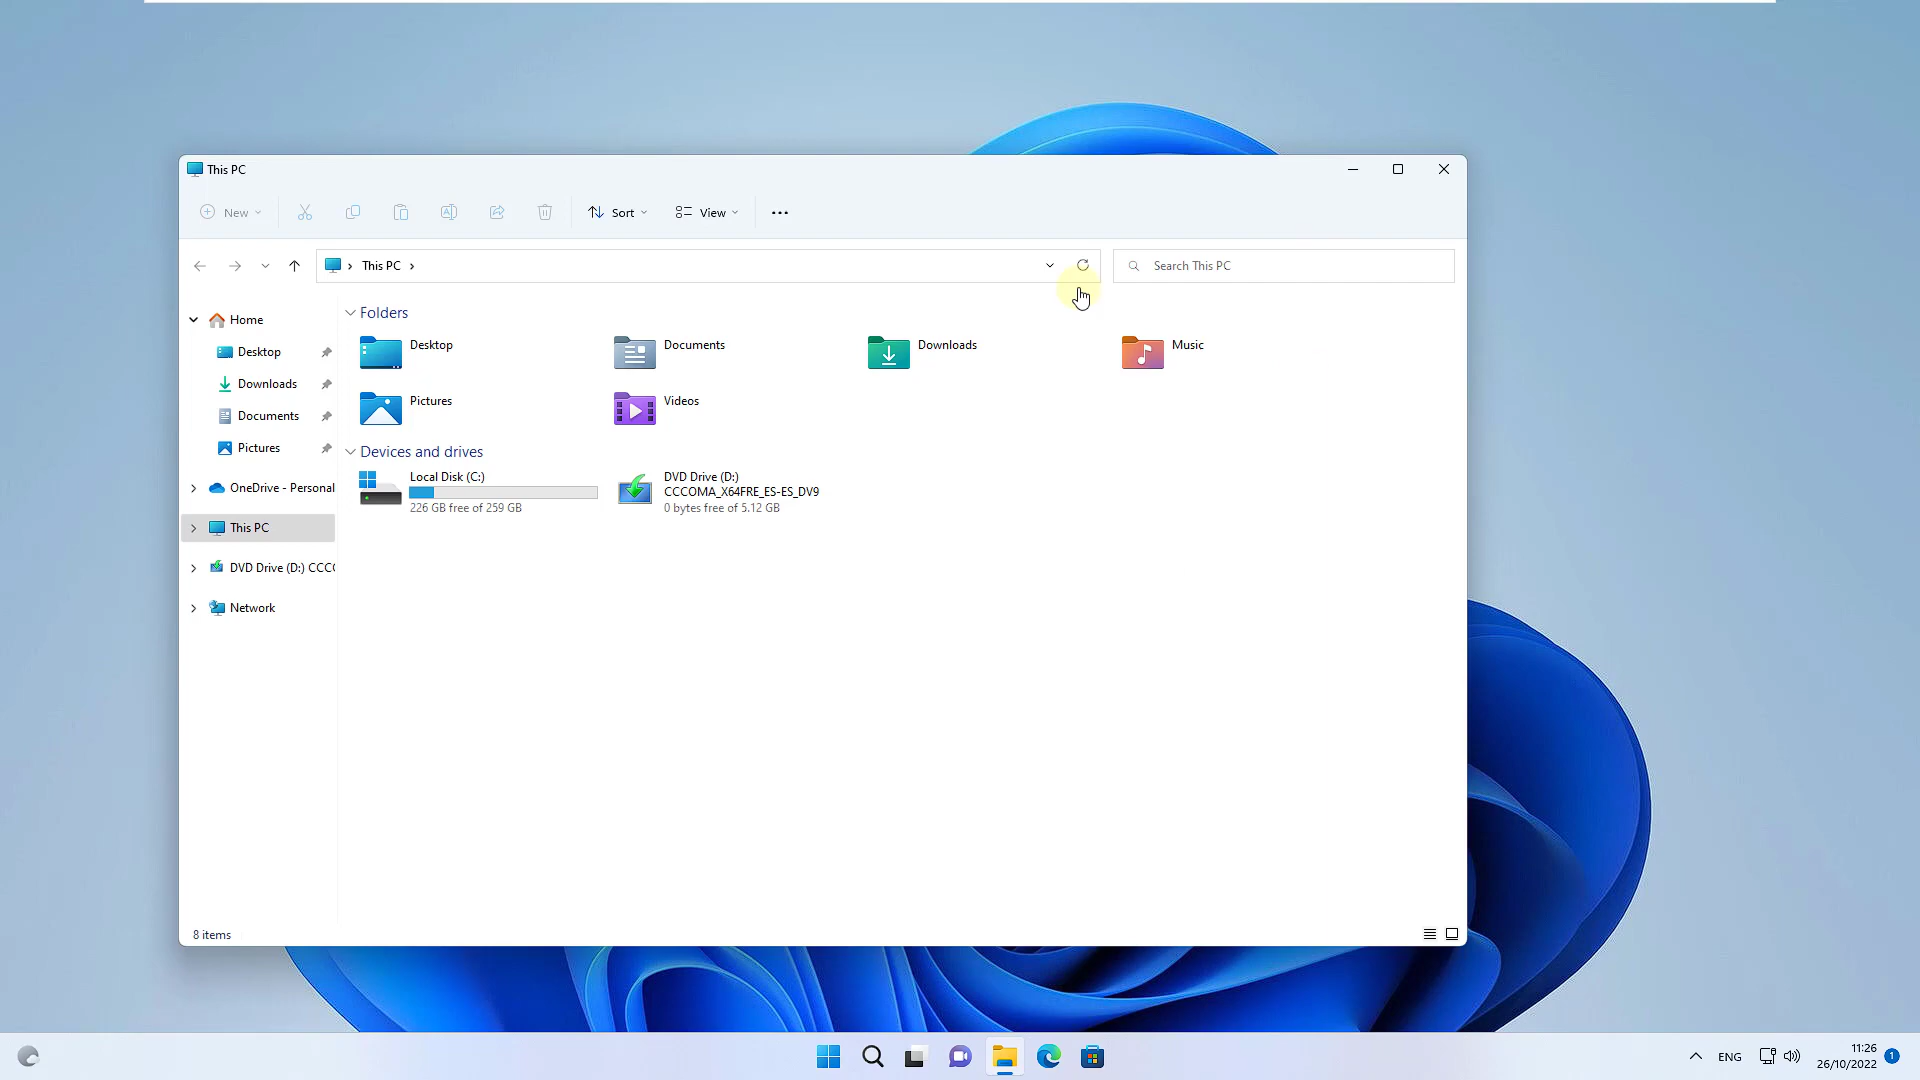 This PC
New
Sort
View
This PC
Search This PC
Home
Desktop
Downloads
Documents
Pictures
OneDrive - Personal
This PC
DVD Drive (D:) CCC
Network
Folders
Desktop
Documents
Downloads
Music
Pictures
Videos
Devices and drives
Local Disk (C:)
226 GB free of 259 GB
DVD Drive (D:)
CCCOMA_X64FRE_ES-ES_DV9
0 bytes free of 5.12 GB
8 items
ENG
11:26
26/10/2022
1